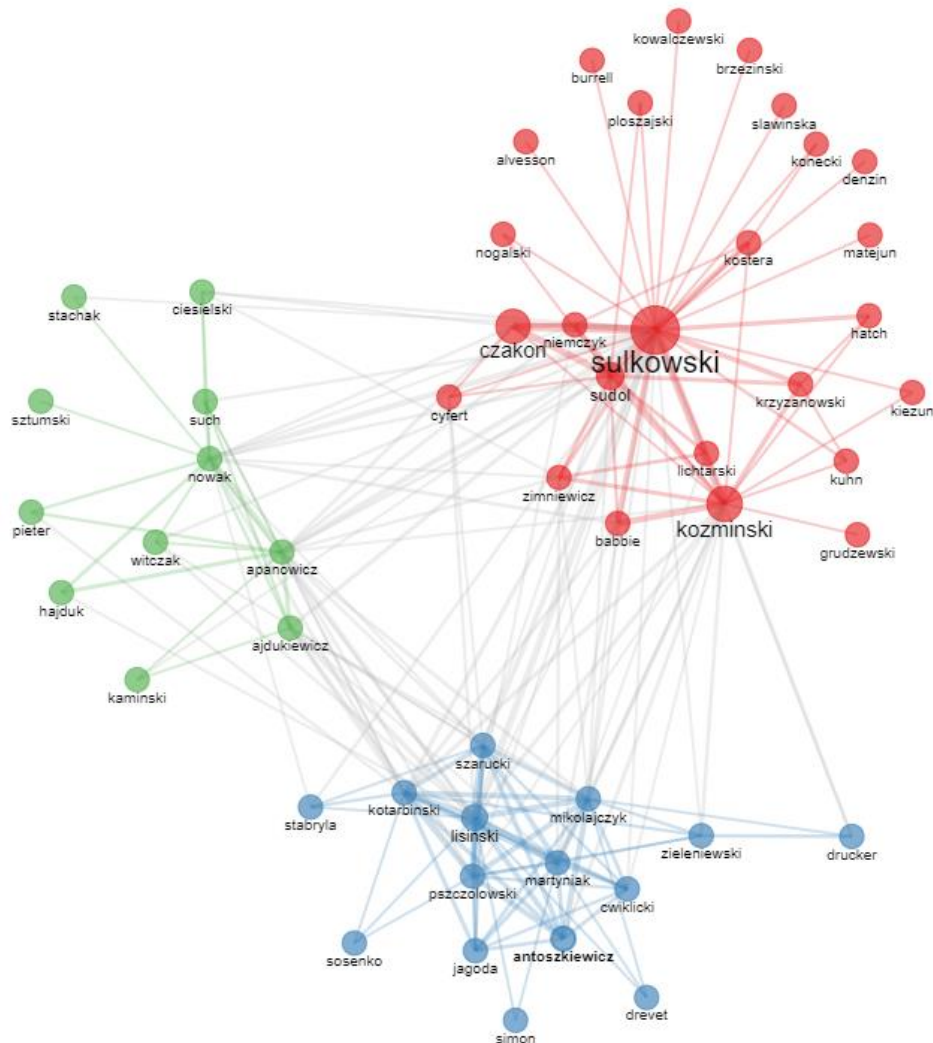 kowalczewski
brzezinski
burrell
ploszajski
slawinska
alvesson
konecki
denzin
nogalski
kostera
matejun
stachak
ciesielski
czakon
niemczyk
sulkowski
hatch
sudol
krzyzanowski
kiezun
sztumski
such
cyfert
nowak
lichtarski
kuhn
zimniewicz
pieter
witczak
apanowicz
babbie
kozminski
grudzewski
hajduk
ajdukiewicz
kaminski
szarucki
stabryla
kotarbinski
lisinski
mikolajczyk
zieleniewski
drucker
pszczolowski
martyniak
cwiklicki
sosenko
jagoda
antoszkiewicz
simon
drevet